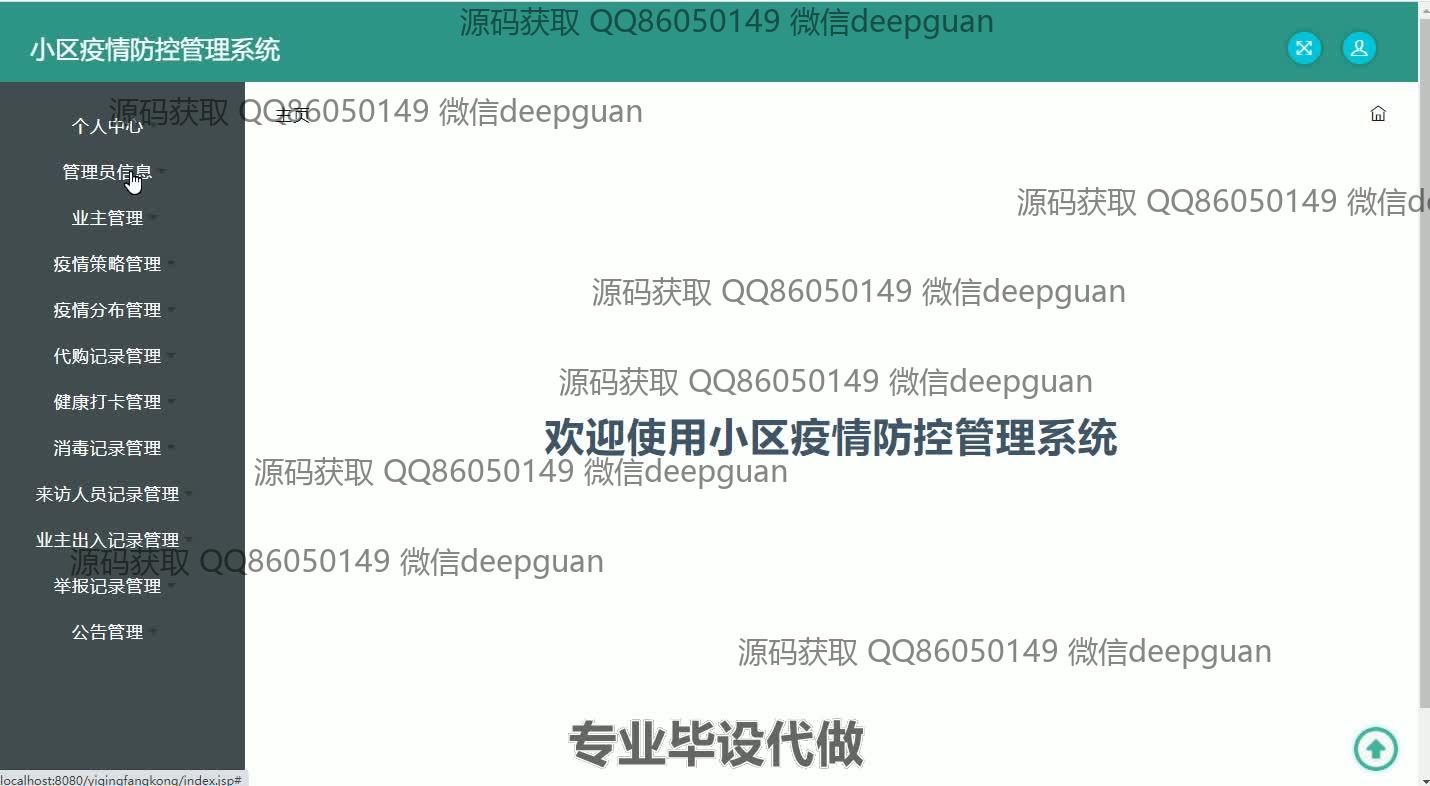 源码获取 QQ86050149 微信deepguan
小区疫情防控管理系统
源码获取 QQ86050149 微信deepguan
主页
个人中心
管理员信息
源码获取 QQ86050149 微信de
业主管理
疫情策略管理
源码获取 QQ86050149 微信deepguan
疫情分布管理
代购记录管理
源码获取 QQ86050149 微信deepguan
健康打卡管理
欢迎使用小区疫情防控管理系统
消毒记录管理
源码获取 QQ86050149 微信deepguan
来访人员记录管理
业主出入记录管理
源码获取 QQ86050149 微信deepguan
举报记录管理
公告管理
源码获取 QQ86050149 微信deepguan
专业毕设代做
localhost:8080/yiqingfangkong/index.jsp#